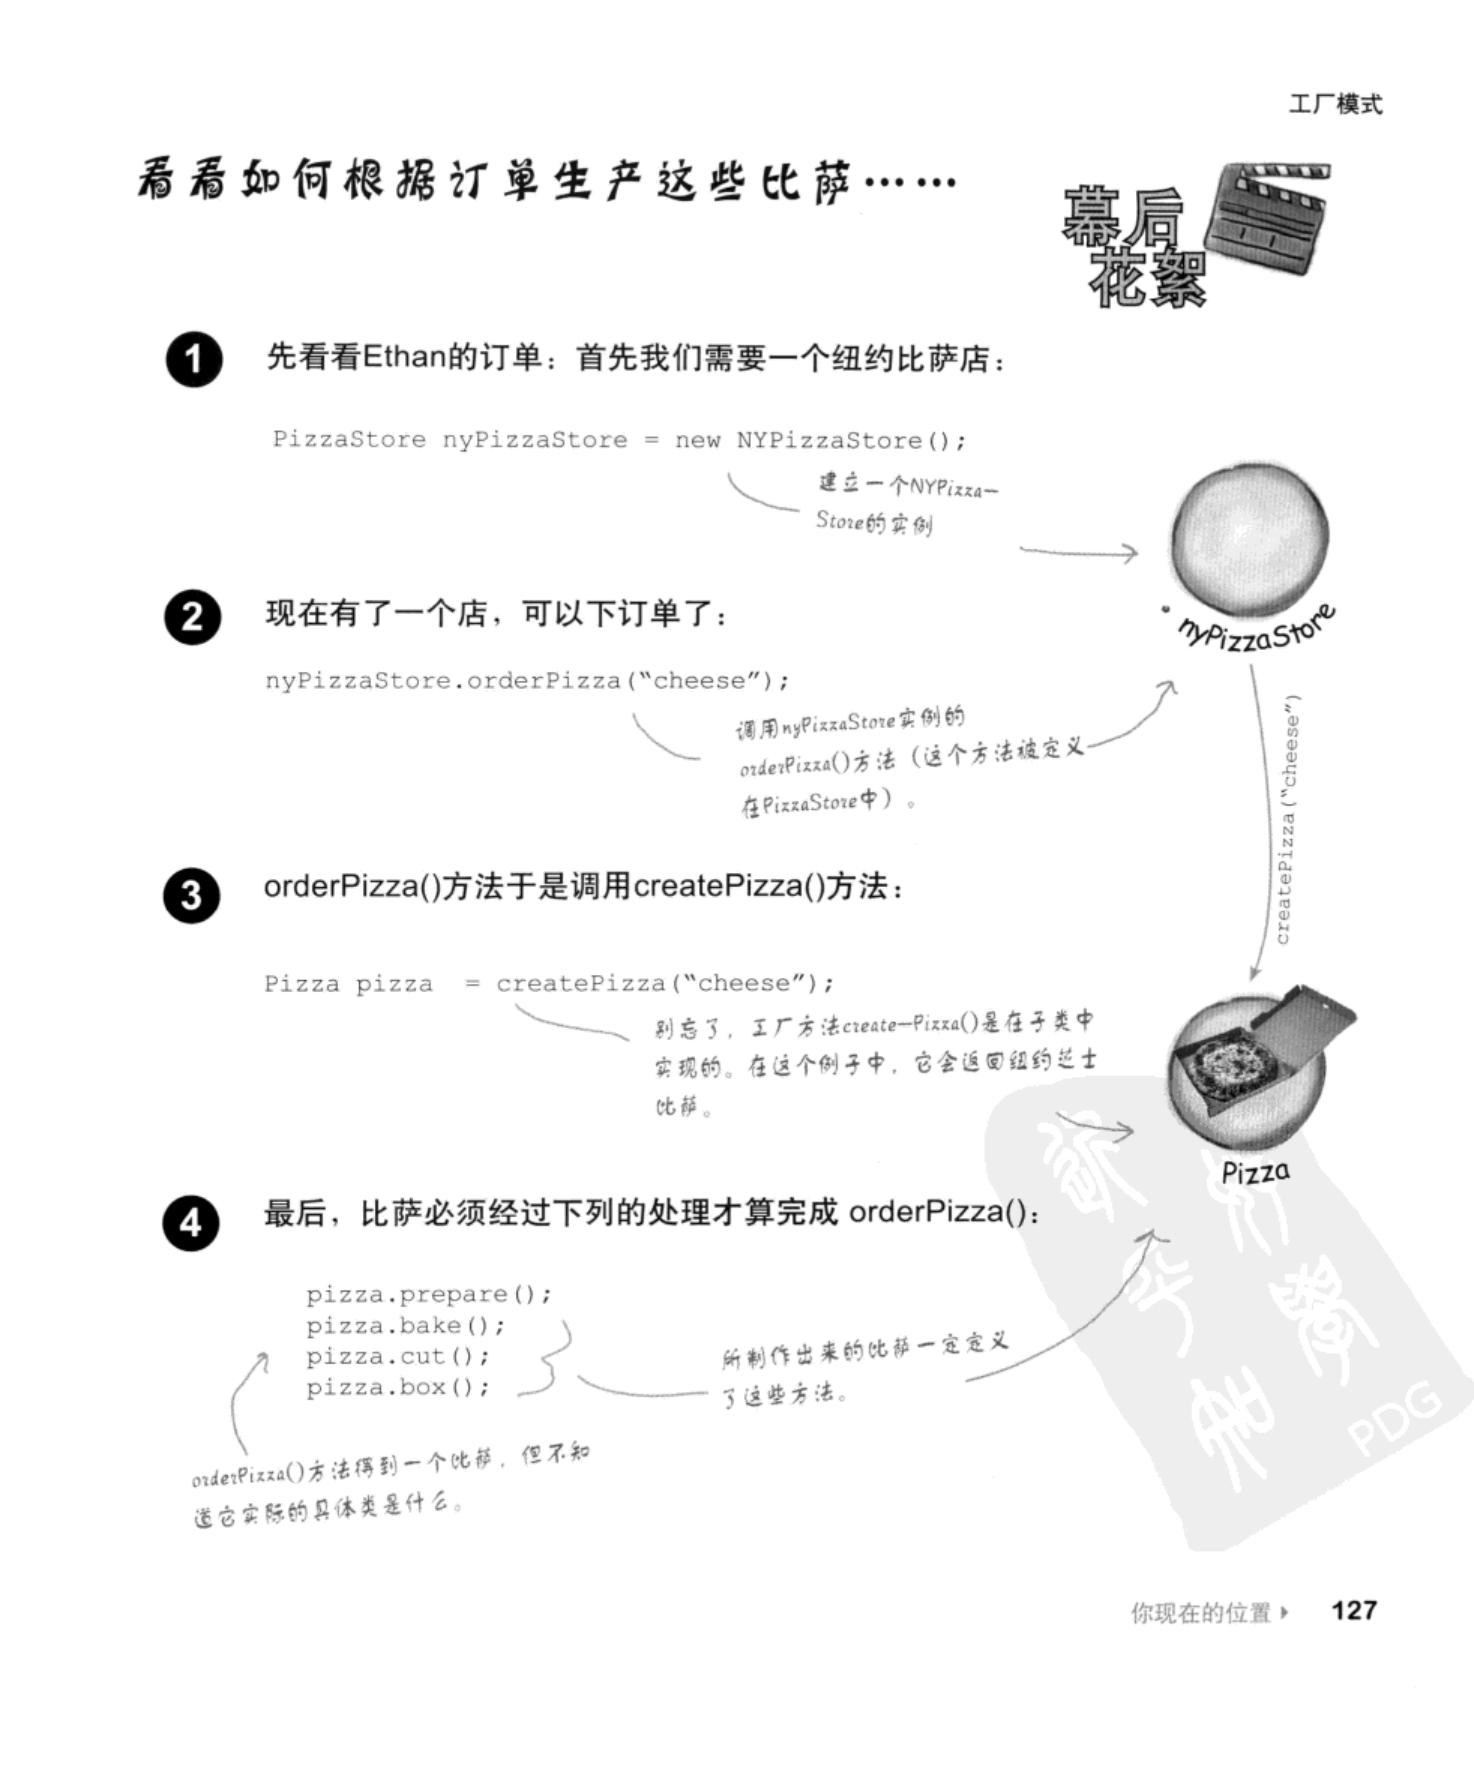 工厂模式
看看如何根据订单生产这些比萨……
幕后
花絮
1 先看看Ethan的订单：首先我们需要一个纽约比萨店：
PizzaStore nyPizzaStore = new NYPizzaStore();
建立一个NYPizza-
Store的实例
nyPizzaStore
2 现在有了一个店，可以下订单了：
nyPizzaStore.orderPizza(“cheese”);
调用nyPizzaStore实例的
orderPizza()方法（这个方法被定义
在PizzaStore中）。
createPizza(“cheese”)
3 orderPizza()方法于是调用createPizza()方法：
Pizza pizza = createPizza(“cheese”);
别忘了，工厂方法create-Pizza()是在子类中
实现的。在这个例子中，它会返回纽约芝士
比萨。
Pizza
4 最后，比萨必须经过下列的处理才算完成 orderPizza()：
pizza.prepare();
pizza.bake();
pizza.cut();
pizza.box();
所制作出来的比萨一定定义
了这些方法。
orderPizza()方法得到一个比萨，但不知
道它实际的具体类是什么。
PDG
你现在的位置 127